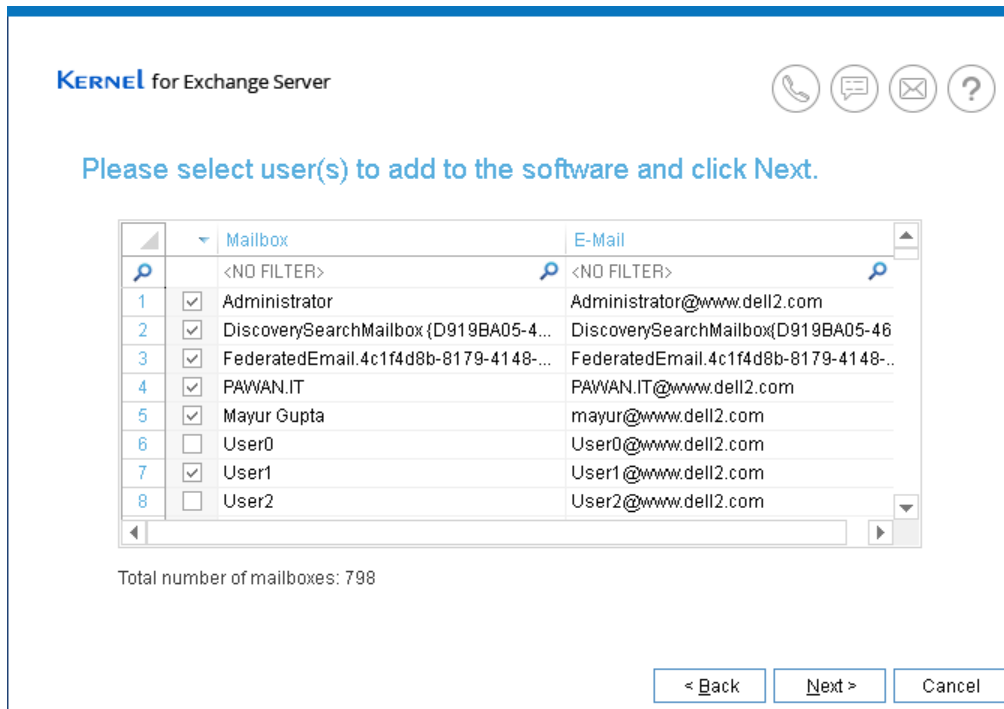 KERNEL for Exchange Server
?
Please select user(s) to add to the software and click Next.
Mailbox E-Mail
<NO FILTER> <NO FILTER>
1 Administrator Administrator@www.dell2.com
2 DiscoverySearchMailbox {D919BA05-4... DiscoverySearchMailbox{D919BA05-46
3 FederatedEmail.4c1f4d8b-8179-4148-... FederatedEmail.4c1f4d8b-8179-4148-..
4 PAWAN.IT PAWAN.IT@www.dell2.com
5 Mayur Gupta mayur@www.dell2.com
6 User0 User0@www.dell2.com
7 User1 User1@www.dell2.com
8 User2 User2@www.dell2.com
Total number of mailboxes: 798
< Back Next > Cancel